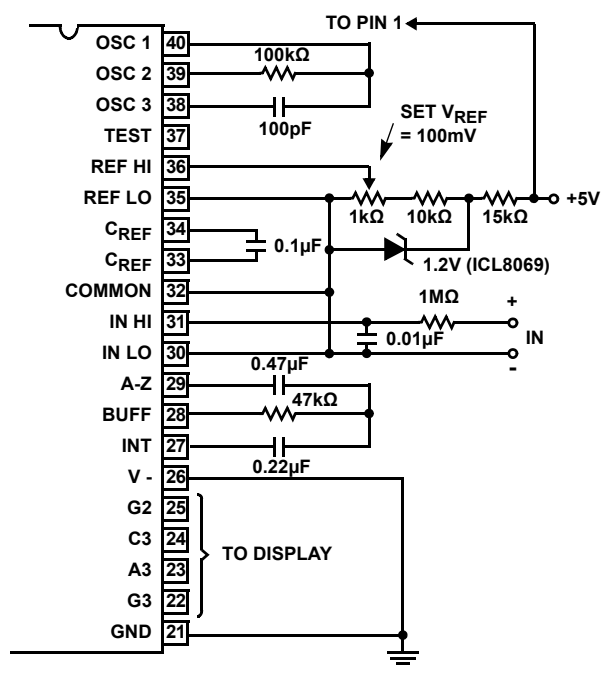 TO PIN 1
OSC 1 40
100kΩ
OSC 2 39
OSC 3 38
100pF
SET VREF
= 100mV
TEST 37
REF HI 36
REF LO 35
1kΩ 10kΩ 15kΩ
+5V
CREF 34
0.1µF
CREF 33
1.2V (ICL8069)
COMMON 32
1MΩ
+
IN HI 31
0.01µF
IN
IN LO 30
-
0.47µF
A-Z 29
47kΩ
BUFF 28
INT 27
0.22µF
V - 26
G2 25
C3 24
TO DISPLAY
A3 23
G3 22
GND 21